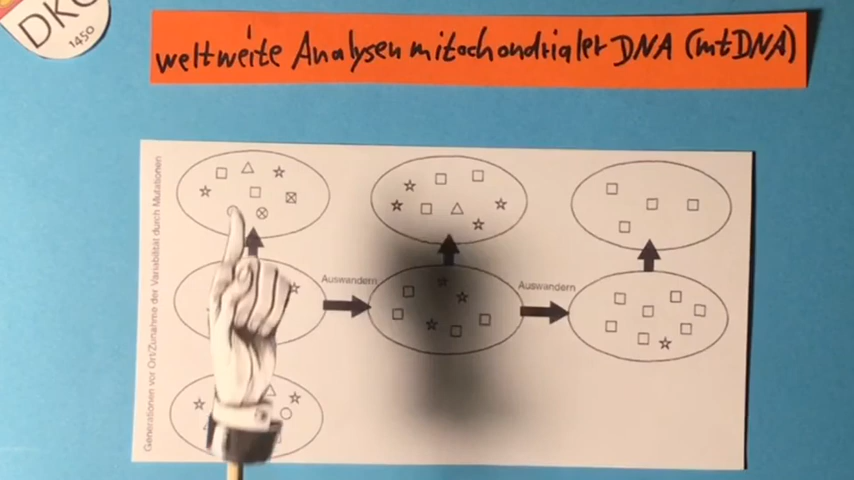 DKG
1450
weltweite Analysen mitochondrialer DNA (mtDNA)
Generationen vor Ort/Zunahme der Variabilität durch Mutationen
Auswandern
Auswandern